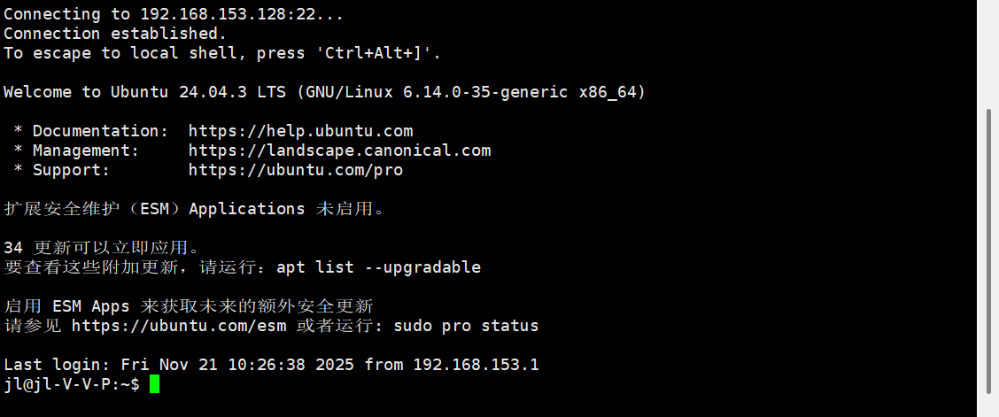 Connecting to 192.168.153.128:22...
Connection established.
To escape to local shell, press 'Ctrl+Alt+]'.
Welcome to Ubuntu 24.04.3 LTS (GNU/Linux 6.14.0-35-generic x86_64)
* Documentation:  https://help.ubuntu.com
* Management:     https://landscape.canonical.com
* Support:        https://ubuntu.com/pro
扩展安全维护（ESM）Applications 未启用。
34 更新可以立即应用。
要查看这些附加更新，请运行：apt list --upgradable
启用 ESM Apps 来获取未来的额外安全更新
请参见 https://ubuntu.com/esm 或者运行: sudo pro status
Last login: Fri Nov 21 10:26:38 2025 from 192.168.153.1
jl@jl-V-V-P:~$